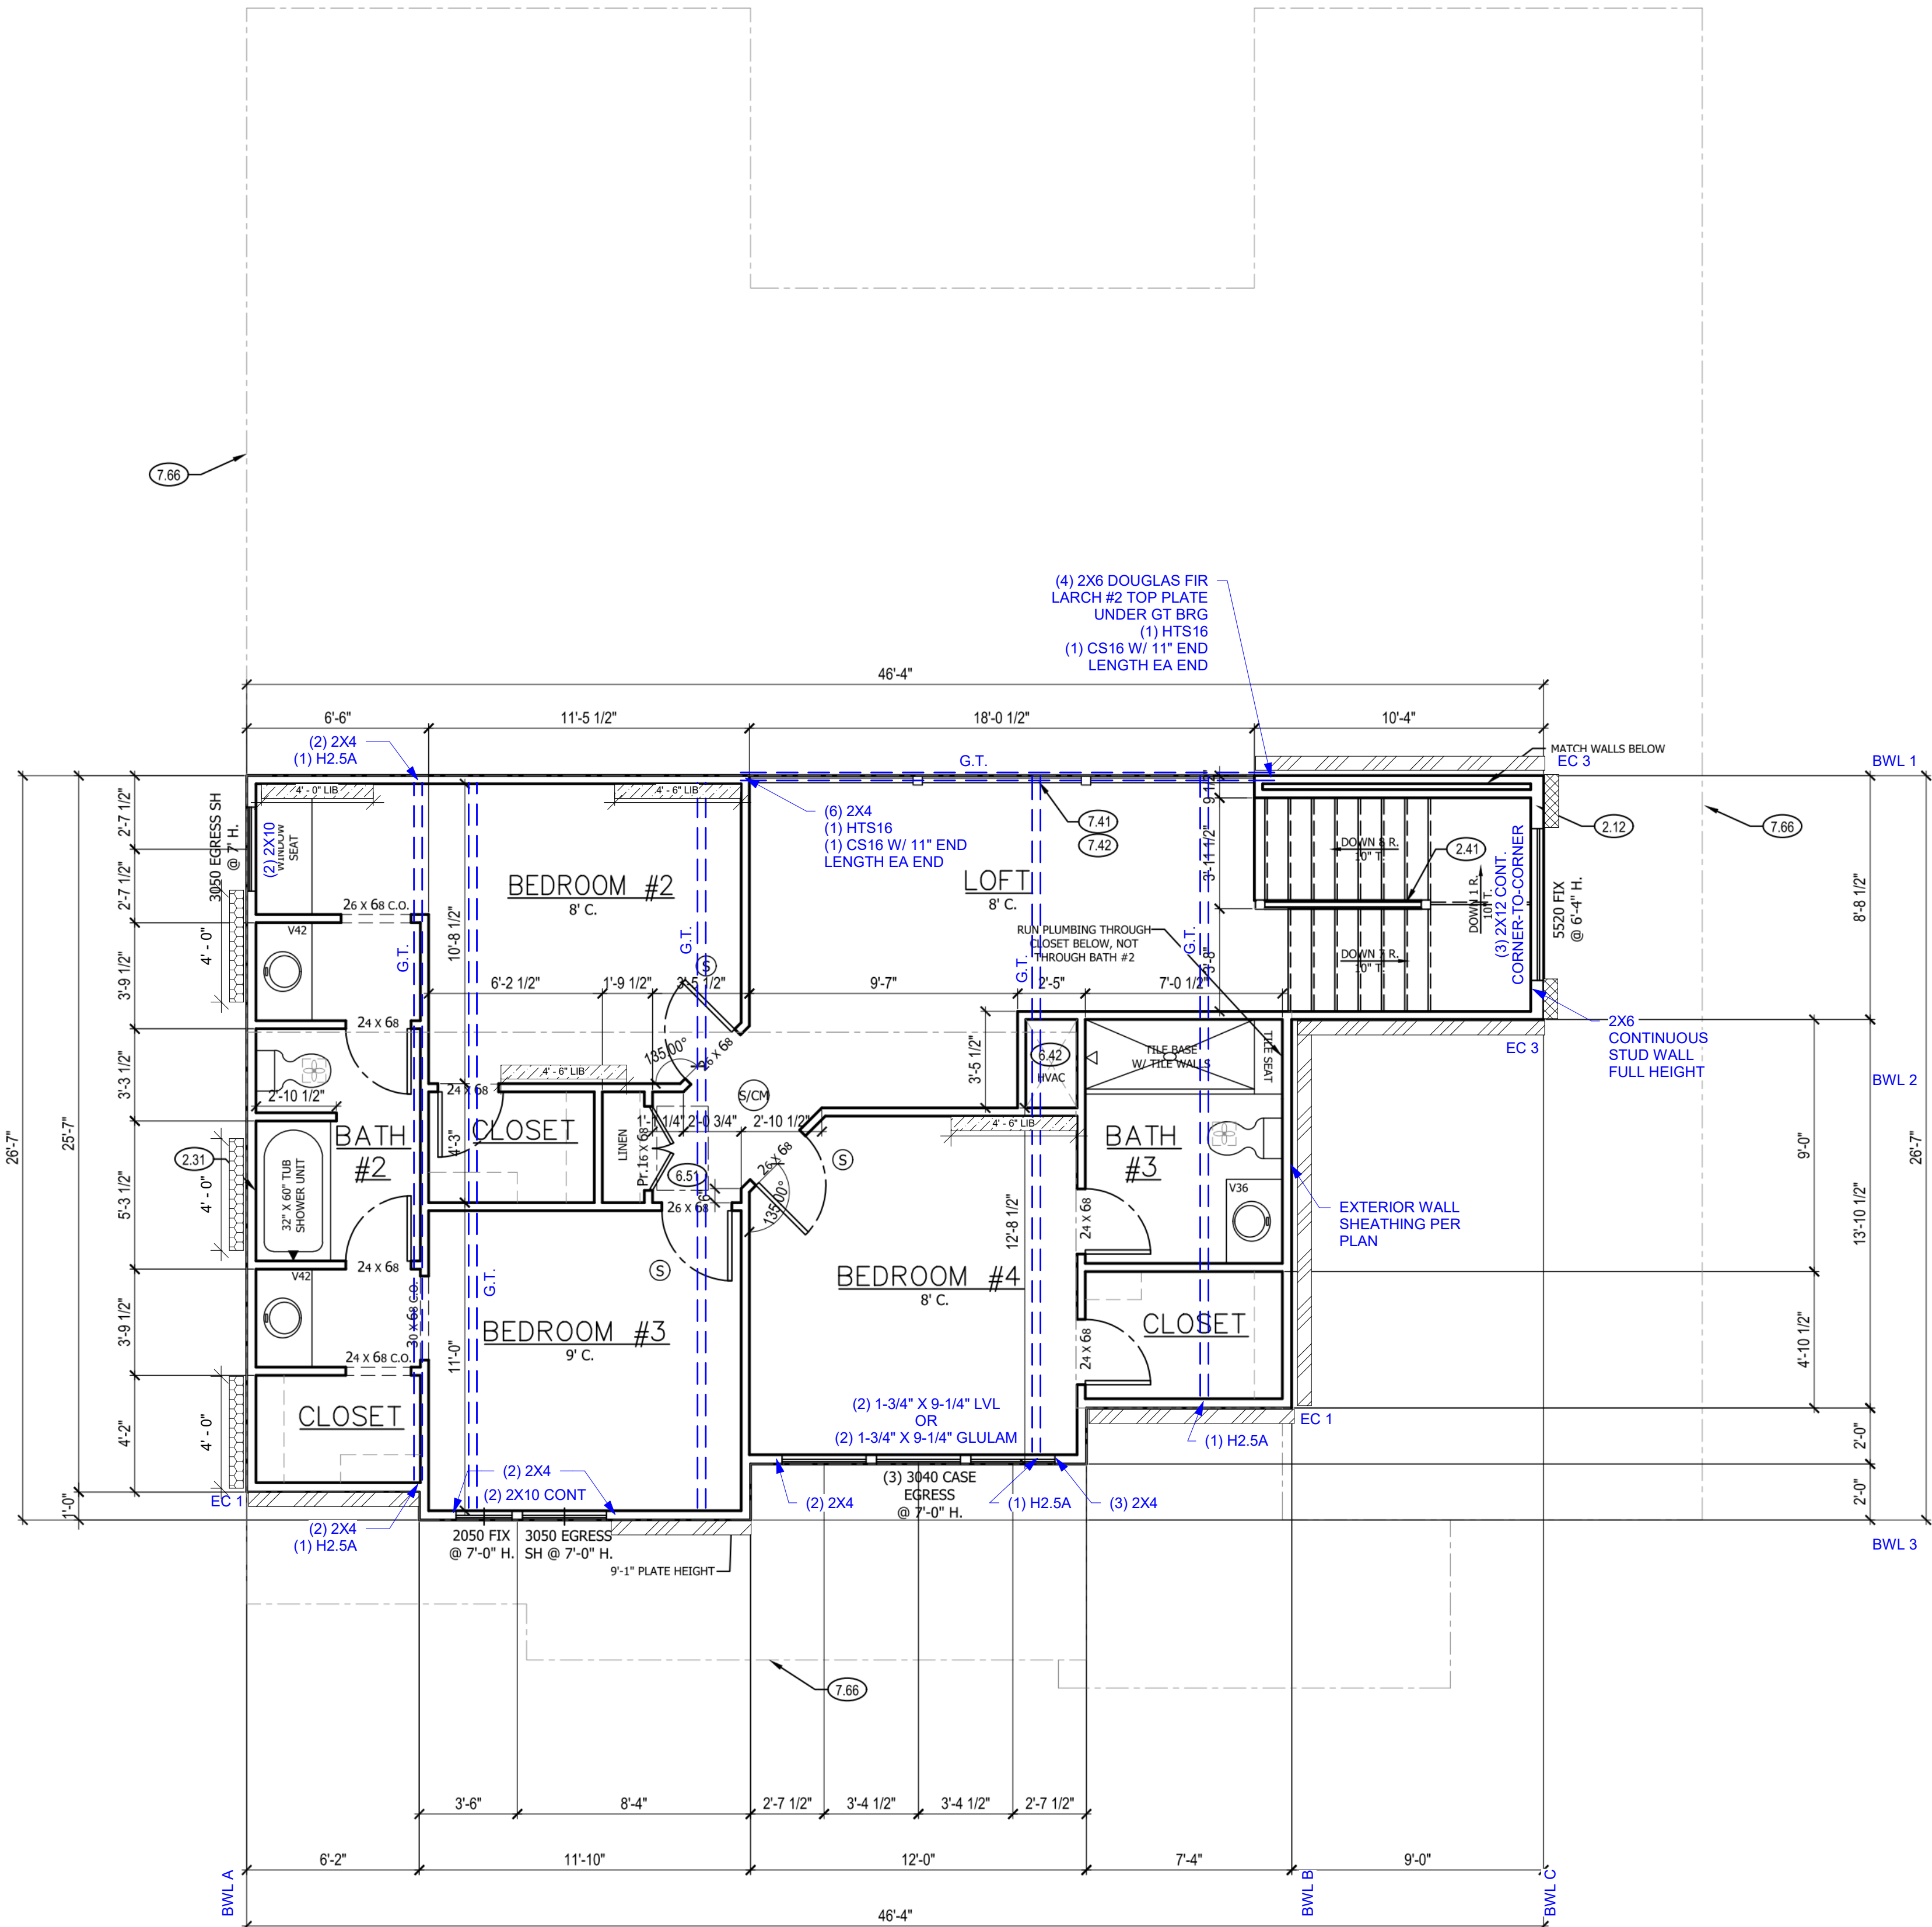 7.66
(4) 2X6 DOUGLAS FIR
LARCH #2 TOP PLATE
UNDER GT BRG
(1) HTS16
(1) CS16 W/ 11" END
LENGTH EA END
46'-4"
6'-6"
11'-5 1/2"
18'-0 1/2"
10'-4"
(2) 2X4
(1) H2.5A
G.T.
MATCH WALLS BELOW
EC 3
BWL 1
4' - 0" LIB
4' - 6" LIB
9 1/2"
2'-7 1/2"
3050 EGRESS SH
@ 7' H.
(2) 2X10
WINDOW
SEAT
(6) 2X4
(1) HTS16
(1) CS16 W/ 11" END
LENGTH EA END
7.41
7.42
2.12
7.66
3'-11 1/2"
DOWN 8 R.
10" T.
2.41
BEDROOM #2
8' C.
LOFT
8' C.
2'-7 1/2"
26 X 68 C.O.
V42
10'-8 1/2"
DOWN 1 R.
10" T.
(3) 2X12 CONT.
CORNER-TO-CORNER
5520 FIX
@ 6'-4" H.
8'-8 1/2"
4' - 0"
3'-9 1/2"
G.T.
G.T.
S
RUN PLUMBING THROUGH
CLOSET BELOW, NOT
THROUGH BATH #2
G.T.
G.T.
3'-8"
DOWN 7 R.
10" T.
6'-2 1/2"
1'-9 1/2"
3'-5 1/2"
9'-7"
2'-5"
7'-0 1/2"
24 X 68
2X6
CONTINUOUS
STUD WALL
FULL HEIGHT
EC 3
135.00°
26 X 68
3'-5 1/2"
6.42
HVAC
TILE BASE
W/ TILE WALLS
TILE SEAT
BWL 2
3'-3 1/2"
2'-10 1/2"
4' - 6" LIB
24 X 68
S/CM
4' - 6" LIB
26'-7"
25'-7"
BATH
#2
CLOSET
4'-3"
LINEN
Pr.16 X 68
1'-1 1/4"
2'-0 3/4"
2'-10 1/2"
BATH
#3
9'-0"
26'-7"
2.31
4' - 0"
5'-3 1/2"
32" X 60" TUB
SHOWER UNIT
6.51
6"
26 X 68
26 X 68
135.00°
S
V36
12'-8 1/2"
24 X 68
EXTERIOR WALL
SHEATHING PER
PLAN
13'-10 1/2"
24 X 68
V42
G.T.
S
BEDROOM #4
8' C.
3'-9 1/2"
30 X 68 C.O.
BEDROOM #3
9' C.
11'-0"
24 X 68
CLOSET
4'-10 1/2"
24 X 68 C.O.
4' - 0"
4'-2"
CLOSET
(2) 1-3/4" X 9-1/4" LVL
OR
(2) 1-3/4" X 9-1/4" GLULAM
EC 1
(1) H2.5A
2'-0"
(2) 2X4
(2) 2X10 CONT
(2) 2X4
(3) 3040 CASE
EGRESS
@ 7'-0" H.
(1) H2.5A
(3) 2X4
2'-0"
EC 1
1'-0"
(2) 2X4
(1) H2.5A
2050 FIX
@ 7'-0" H.
3050 EGRESS
SH @ 7'-0" H.
9'-1" PLATE HEIGHT
BWL 3
7.66
3'-6"
8'-4"
2'-7 1/2"
3'-4 1/2"
3'-4 1/2"
2'-7 1/2"
6'-2"
11'-10"
12'-0"
7'-4"
9'-0"
BWL A
BWL B
BWL C
46'-4"